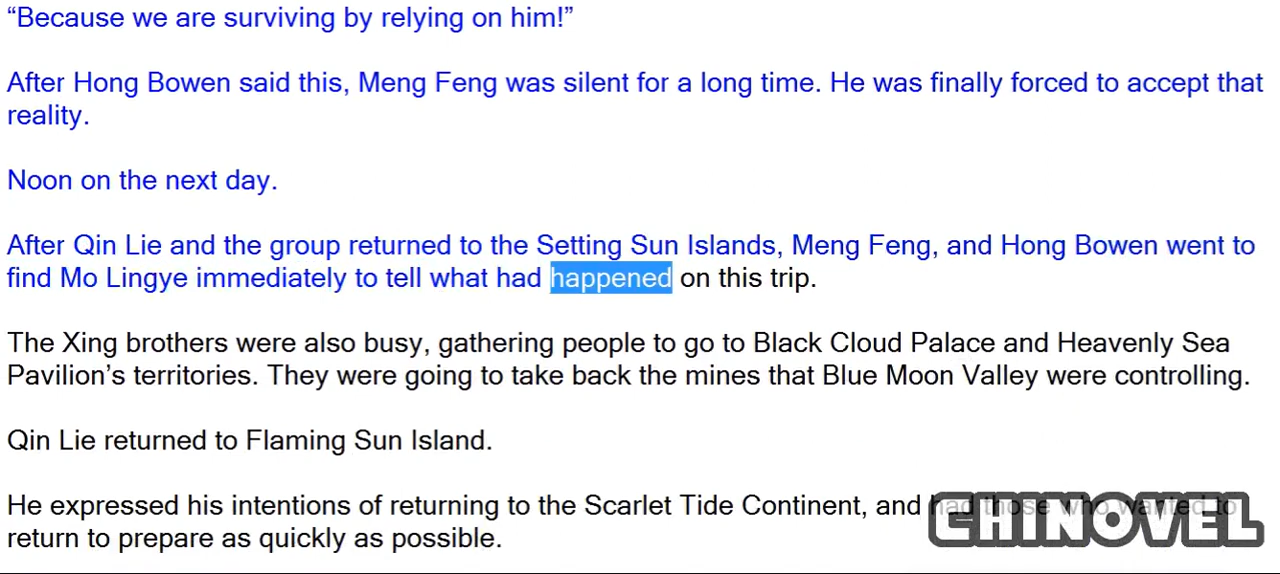 “Because we are surviving by relying on him!”
After Hong Bowen said this, Meng Feng was silent for a long time. He was finally forced to accept that
reality.
Noon on the next day.
After Qin Lie and the group returned to the Setting Sun Islands, Meng Feng, and Hong Bowen went to
find Mo Lingye immediately to tell what had happened on this trip.
The Xing brothers were also busy, gathering people to go to Black Cloud Palace and Heavenly Sea
Pavilion’s territories. They were going to take back the mines that Blue Moon Valley were controlling.
Qin Lie returned to Flaming Sun Island.
He expressed his intentions of returning to the Scarlet Tide Continent, and had those who wanted to
return to prepare as quickly as possible.
CHINOVEL